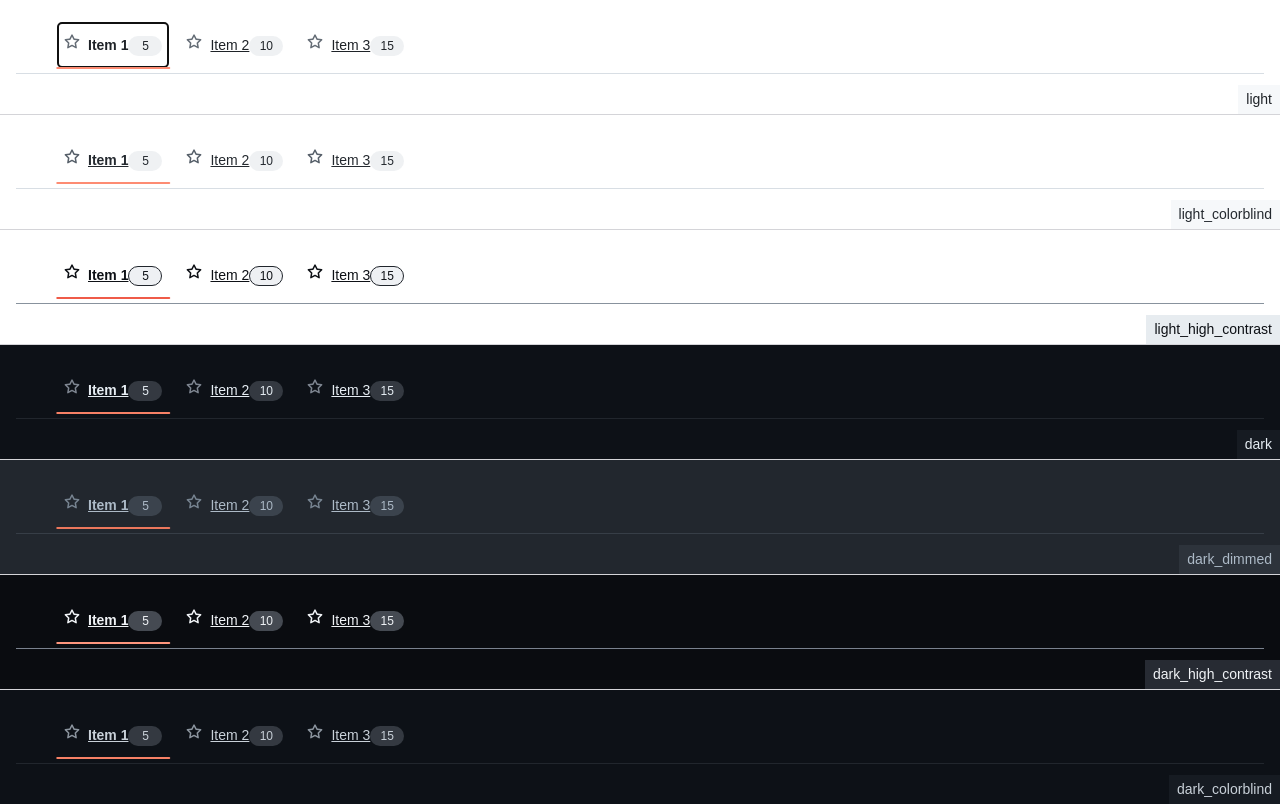 Item 1 5 Item 2 10 Item 3 15
light
Item 1 5 Item 2 10 Item 3 15
light_colorblind
Item 1 5 Item 2 10 Item 3 15
light_high_contrast
Item 1 5 Item 2 10 Item 3 15
dark
Item 1 5 Item 2 10 Item 3 15
dark_dimmed
Item 1 5 Item 2 10 Item 3 15
dark_high_contrast
Item 1 5 Item 2 10 Item 3 15
dark_colorblind